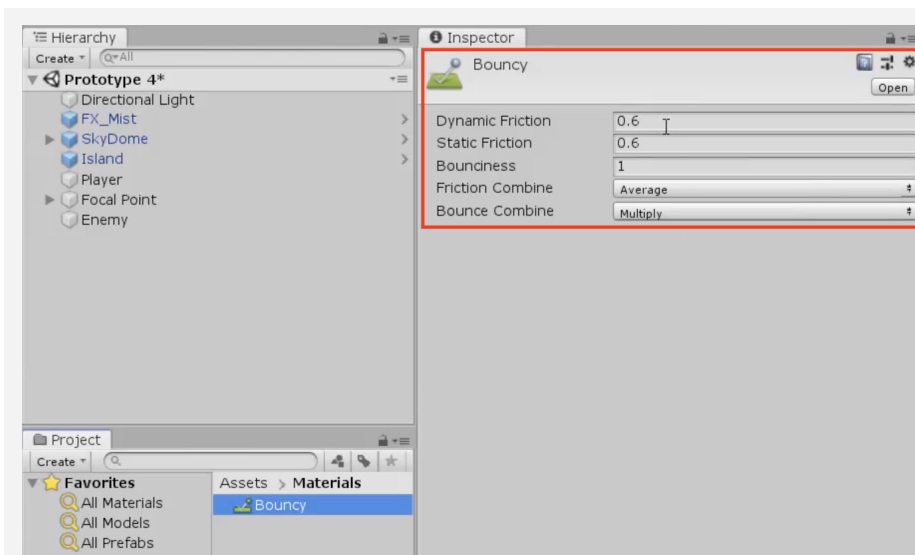 Hierarchy
Create
All
Prototype 4*
Directional Light
FX_Mist
SkyDome
Island
Player
Focal Point
Enemy
Inspector
Bouncy
Open
Dynamic Friction 0.6
Static Friction 0.6
Bounciness 1
Friction Combine Average
Bounce Combine Multiply
Project
Create
Favorites
All Materials
All Models
All Prefabs
Assets > Materials
Bouncy